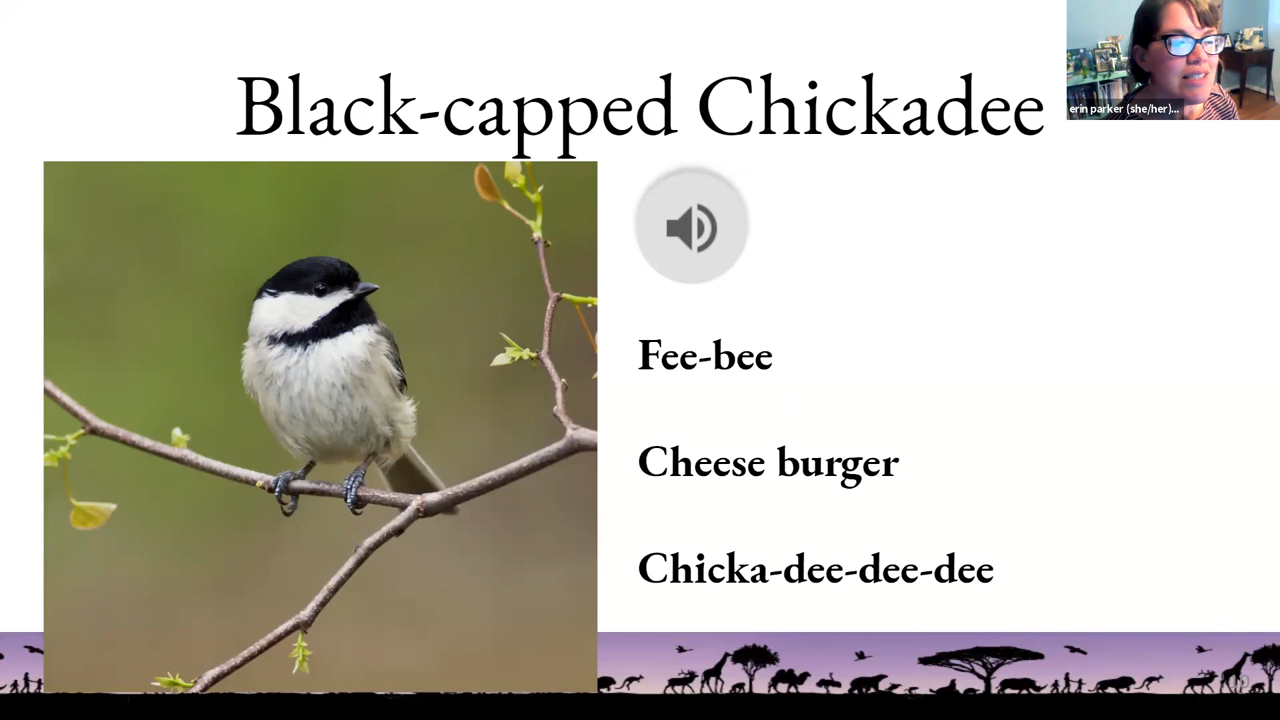 Black-capped Chickadee
erin parker (she/her)...
Fee-bee
Cheese burger
Chicka-dee-dee-dee